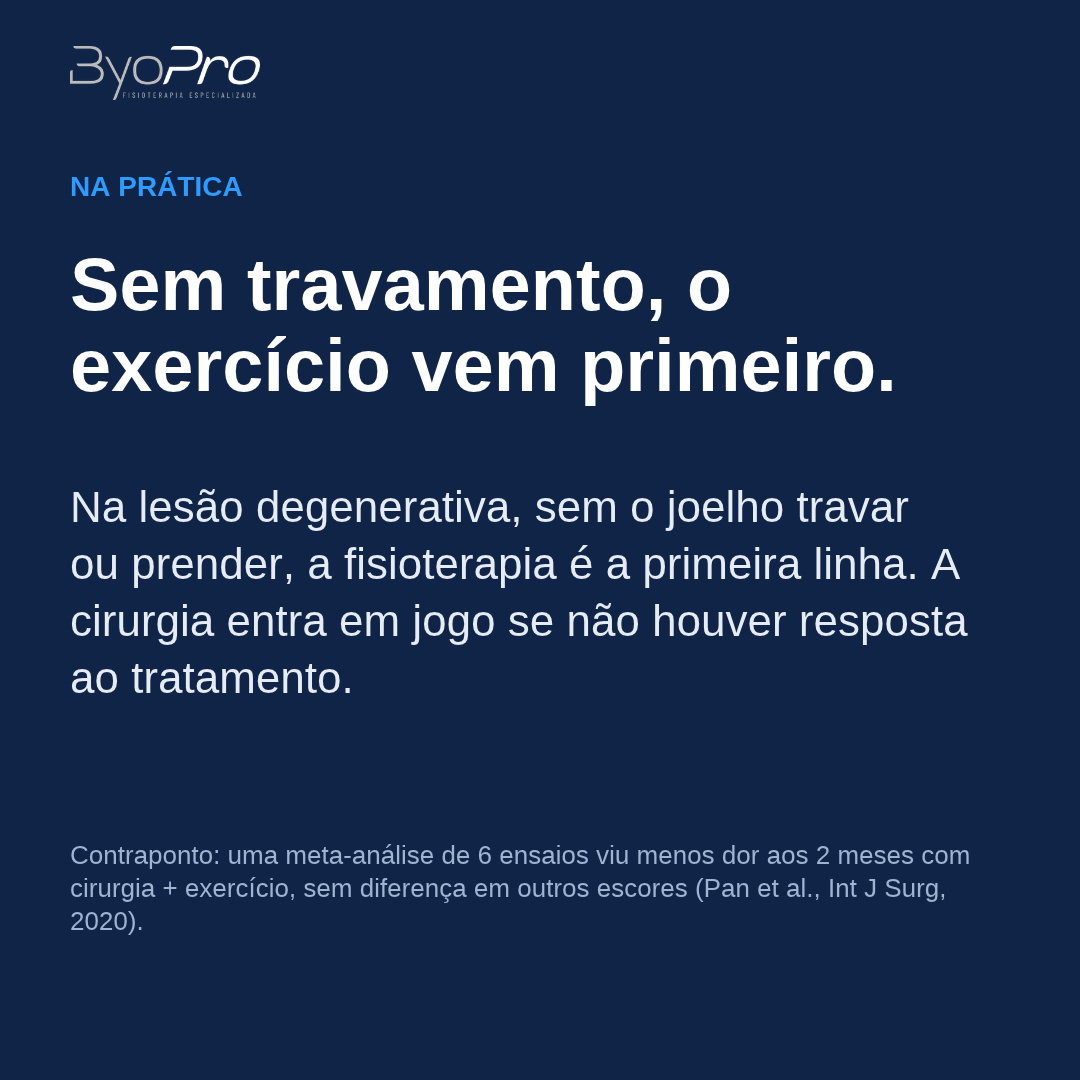 ByoPro
FISIOTERAPIA ESPECIALIZADA
NA PRÁTICA
Sem travamento, o
exercício vem primeiro.
Na lesão degenerativa, sem o joelho travar
ou prender, a fisioterapia é a primeira linha. A
cirurgia entra em jogo se não houver resposta
ao tratamento.
Contraponto: uma meta-análise de 6 ensaios viu menos dor aos 2 meses com
cirurgia + exercício, sem diferença em outros escores (Pan et al., Int J Surg,
2020).